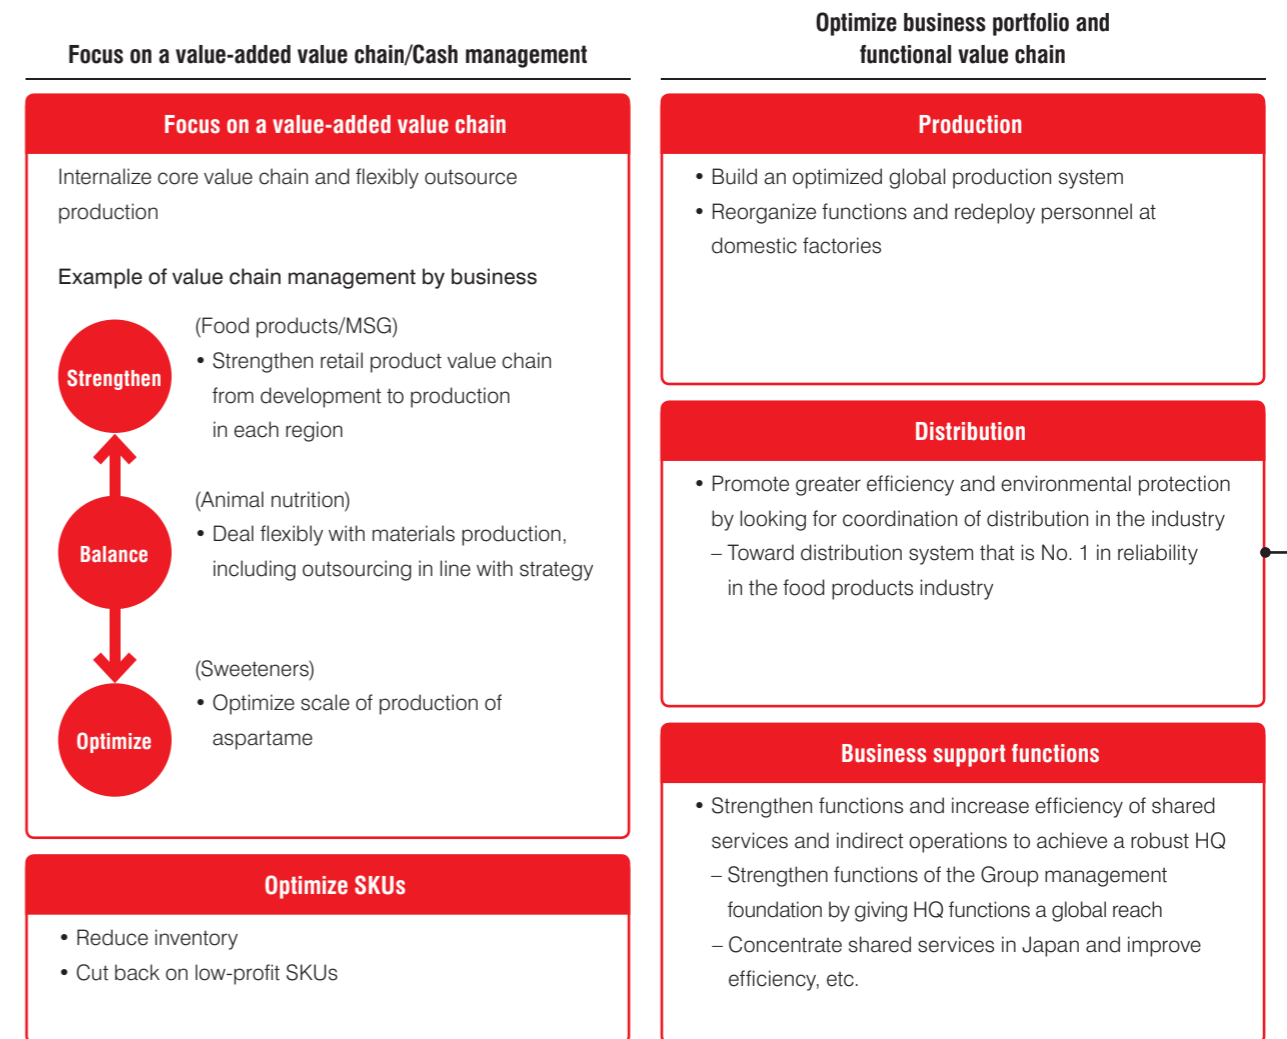 Focus on a value-added value chain/Cash management
Focus on a value-added value chain
Internalize core value chain and flexibly outsource
production
Example of value chain management by business
Strengthen
(Food products/MSG)
• Strengthen retail product value chain
from development to production
in each region
Balance
(Animal nutrition)
• Deal flexibly with materials production,
including outsourcing in line with strategy
Optimize
(Sweeteners)
• Optimize scale of production of
aspartame
Optimize SKUs
• Reduce inventory
• Cut back on low-profit SKUs
Optimize business portfolio and
functional value chain
Production
• Build an optimized global production system
• Reorganize functions and redeploy personnel at
domestic factories
Distribution
• Promote greater efficiency and environmental protection
by looking for coordination of distribution in the industry
– Toward distribution system that is No. 1 in reliability
in the food products industry
Business support functions
• Strengthen functions and increase efficiency of shared
services and indirect operations to achieve a robust HQ
– Strengthen functions of the Group management
foundation by giving HQ functions a global reach
– Concentrate shared services in Japan and improve
efficiency, etc.